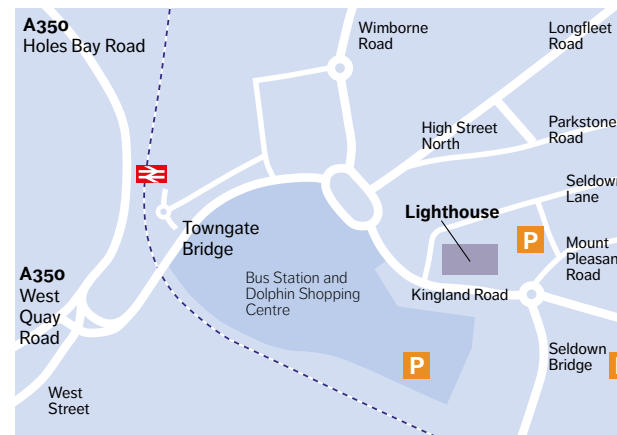 A350
Holes Bay Road
Wimborne
Road
Longfleet
Road
High Street
North
Parkstone
Road
Seldown
Lane
Lighthouse
P
Mount
Pleasan
Road
Towngate
Bridge
A350
West
Quay
Road
Bus Station and
Dolphin Shopping
Centre
Kingland Road
Seldown
Bridge
P
West
Street